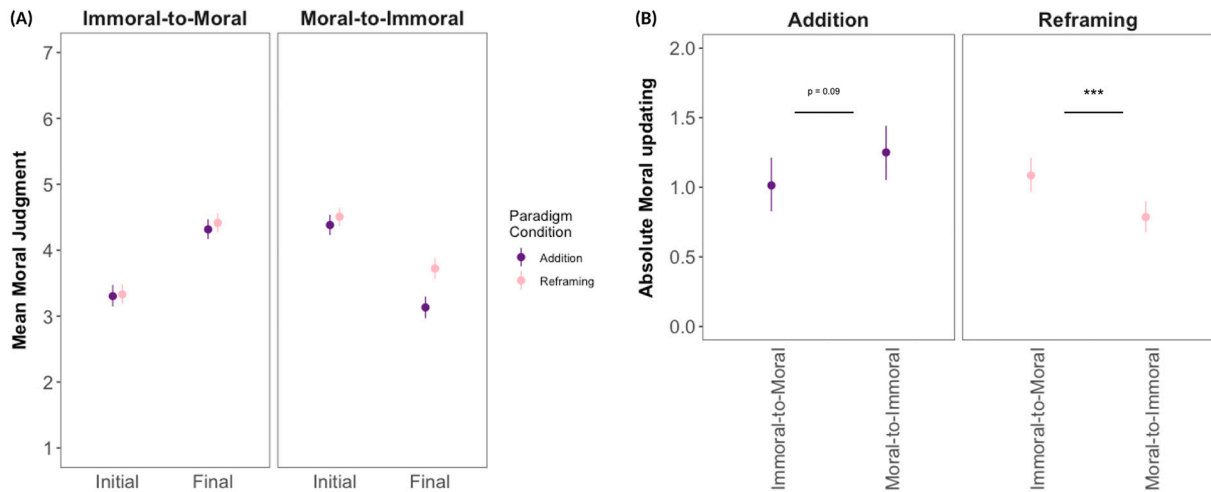 (A)
Immoral-to-Moral
Moral-to-Immoral
Mean Moral Judgment
7
6
5
4
3
2
1
Initial
Final
Initial
Final
Paradigm
Condition
Addition
Reframing
(B)
Addition
Reframing
Absolute Moral updating
2.0
1.5
1.0
0.5
0.0
p = 0.09
***
Immoral-to-Moral
Moral-to-Immoral
Immoral-to-Moral
Moral-to-Immoral